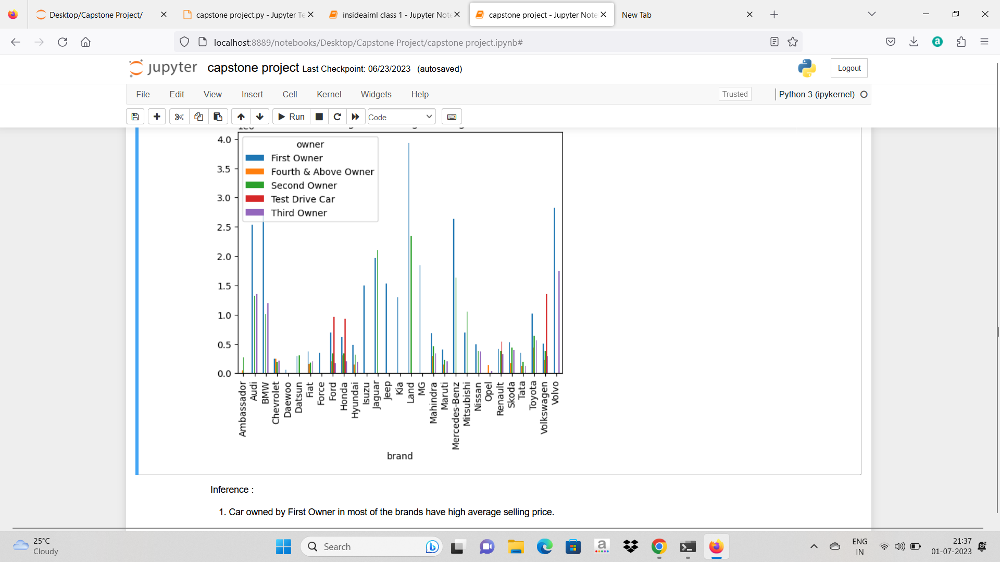 Desktop/Capstone Project/
capstone project.py - Jupyter Te
insideaiml class 1 - Jupyter Note
capstone project - Jupyter Note
New Tab
localhost:8889/notebooks/Desktop/Capstone Project/capstone project.ipynb#
jupyter capstone project Last Checkpoint: 06/23/2023 (autosaved)
Logout
File Edit View Insert Cell Kernel Widgets Help
Trusted
Python 3 (ipykernel)
Run
Code
4.0
3.5
3.0
2.5
2.0
1.5
1.0
0.5
0.0
owner
First Owner
Fourth & Above Owner
Second Owner
Test Drive Car
Third Owner
Ambassador
Audi
BMW
Chevrolet
Daewoo
Datsun
Fiat
Force
Ford
Honda
Hyundai
Isuzu
Jaguar
Jeep
Kia
Land
MG
Mahindra
Maruti
Mercedes-Benz
Mitsubishi
Nissan
Opel
Renault
Skoda
Tata
Toyota
Volkswagen
Volvo
brand
Inference :
1. Car owned by First Owner in most of the brands have high average selling price.
25°C
Cloudy
Search
ENG
IN
21:37
01-07-2023